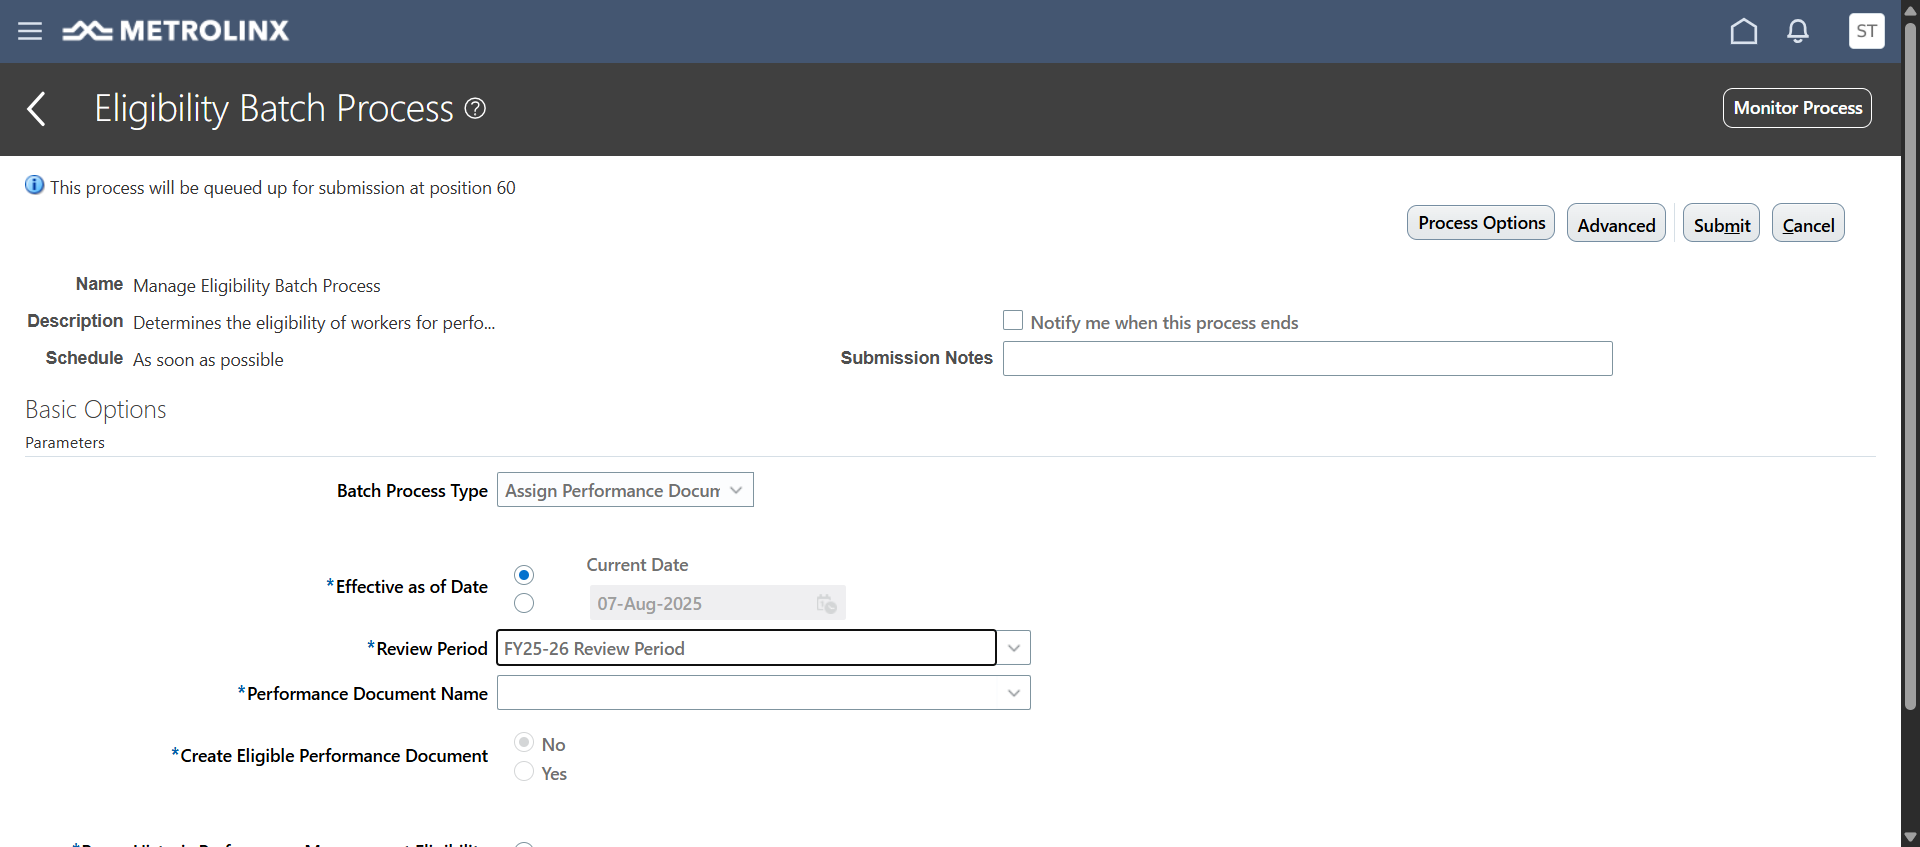 METROLINX
ST
Eligibility Batch Process
Monitor Process
This process will be queued up for submission at position 60
Process Options
Advanced
Submit
Cancel
Name Manage Eligibility Batch Process
Description Determines the eligibility of workers for perfo...
Notify me when this process ends
Schedule As soon as possible
Submission Notes
Basic Options
Parameters
Batch Process Type Assign Performance Docum
Current Date
*Effective as of Date
07-Aug-2025
*Review Period FY25-26 Review Period
*Performance Document Name
No
*Create Eligible Performance Document
Yes